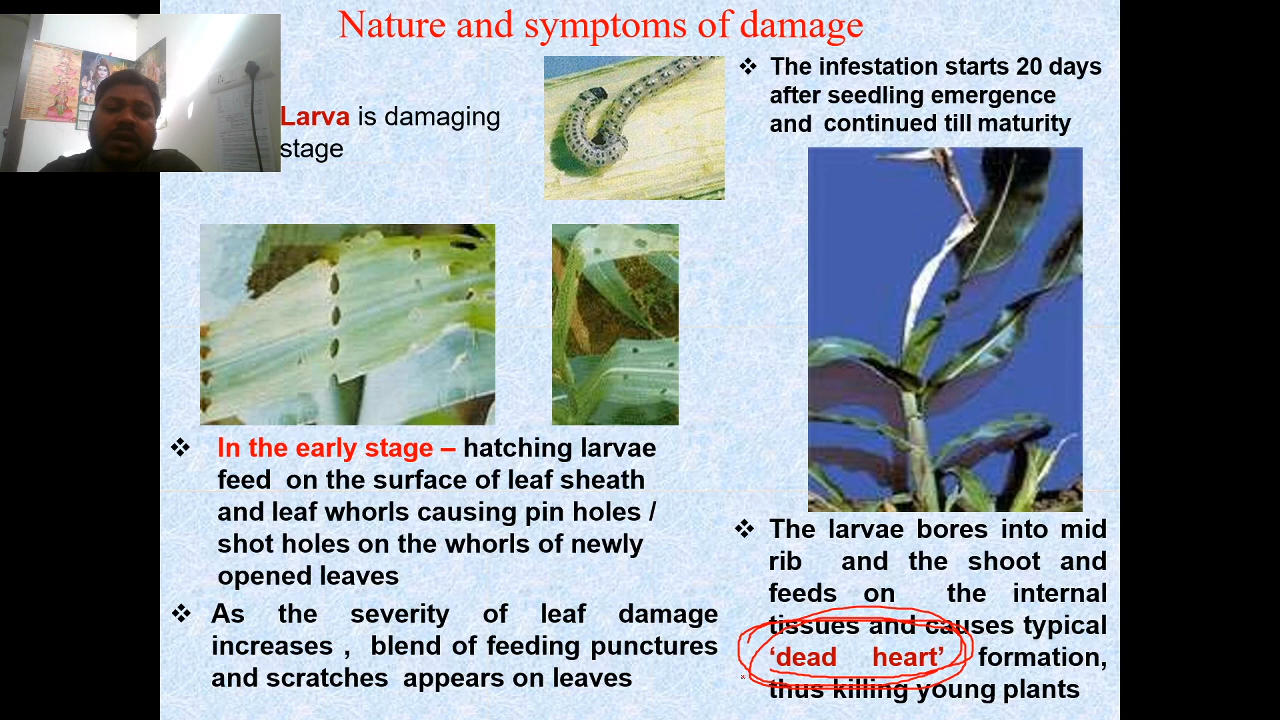 Nature and symptoms of damage
Larva is damaging
stage
❖ The infestation starts 20 days
after seedling emergence
and continued till maturity
❖ In the early stage – hatching larvae
feed on the surface of leaf sheath
and leaf whorls causing pin holes /
shot holes on the whorls of newly
opened leaves
❖ As the severity of leaf damage
increases , blend of feeding punctures
and scratches appears on leaves
❖ The larvae bores into mid
rib and the shoot and
feeds on the internal
tissues and causes typical
‘dead heart’ formation,
thus killing young plants